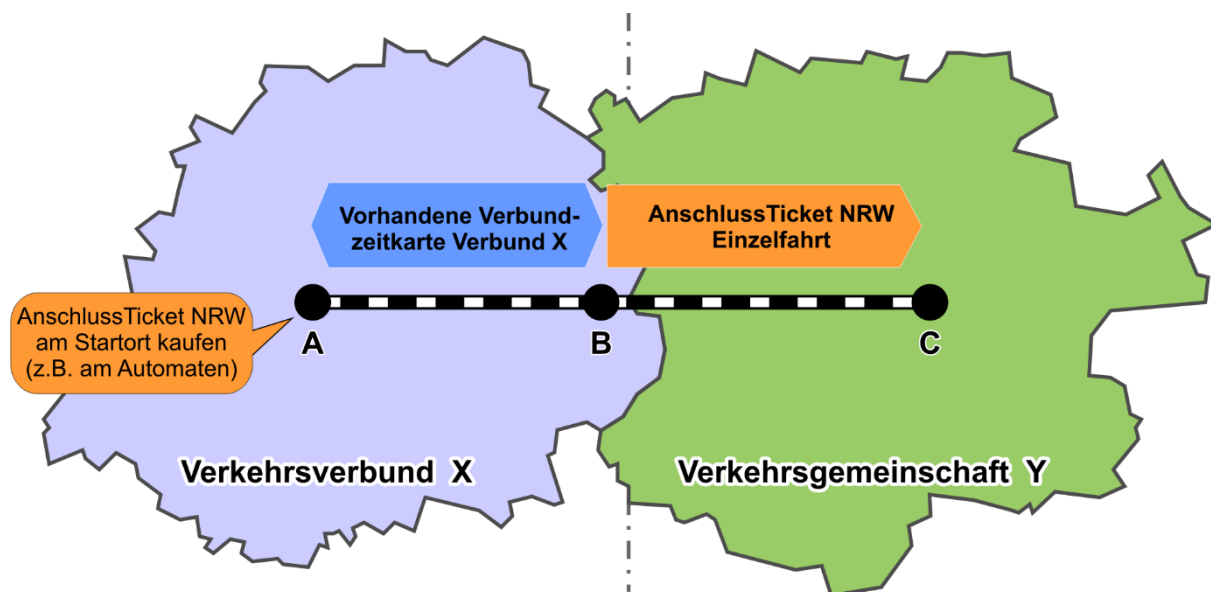 Vorhandene Verbund-
zeitkarte Verbund X
AnschlussTicket NRW
Einzelfahrt
AnschlussTicket NRW
am Startort kaufen
(z.B. am Automaten)
A
B
C
Verkehrsverbund X
Verkehrsgemeinschaft Y